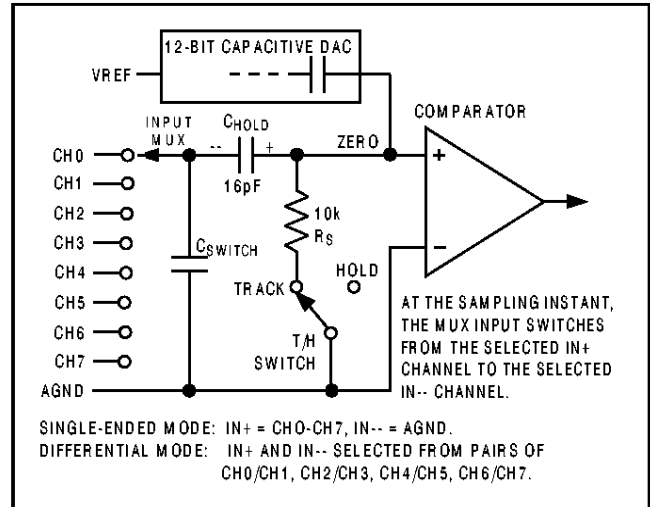 12-BIT CAPACITIVE DAC
VREF
COMPARATOR
INPUT
MUX
CHOLD
-- +
ZERO
16pF
CH0
CH1
CH2
CH3
CH4
CH5
CH6
CH7
AGND
CSWITCH
10k
RS
TRACK
HOLD
T/H
SWITCH
+
−
AT THE SAMPLING INSTANT,
THE MUX INPUT SWITCHES
FROM THE SELECTED IN+
CHANNEL TO THE SELECTED
IN-- CHANNEL.
SINGLE-ENDED MODE: IN+ = CHO-CH7, IN-- = AGND.
DIFFERENTIAL MODE: IN+ AND IN-- SELECTED FROM PAIRS OF
CH0/CH1, CH2/CH3, CH4/CH5, CH6/CH7.